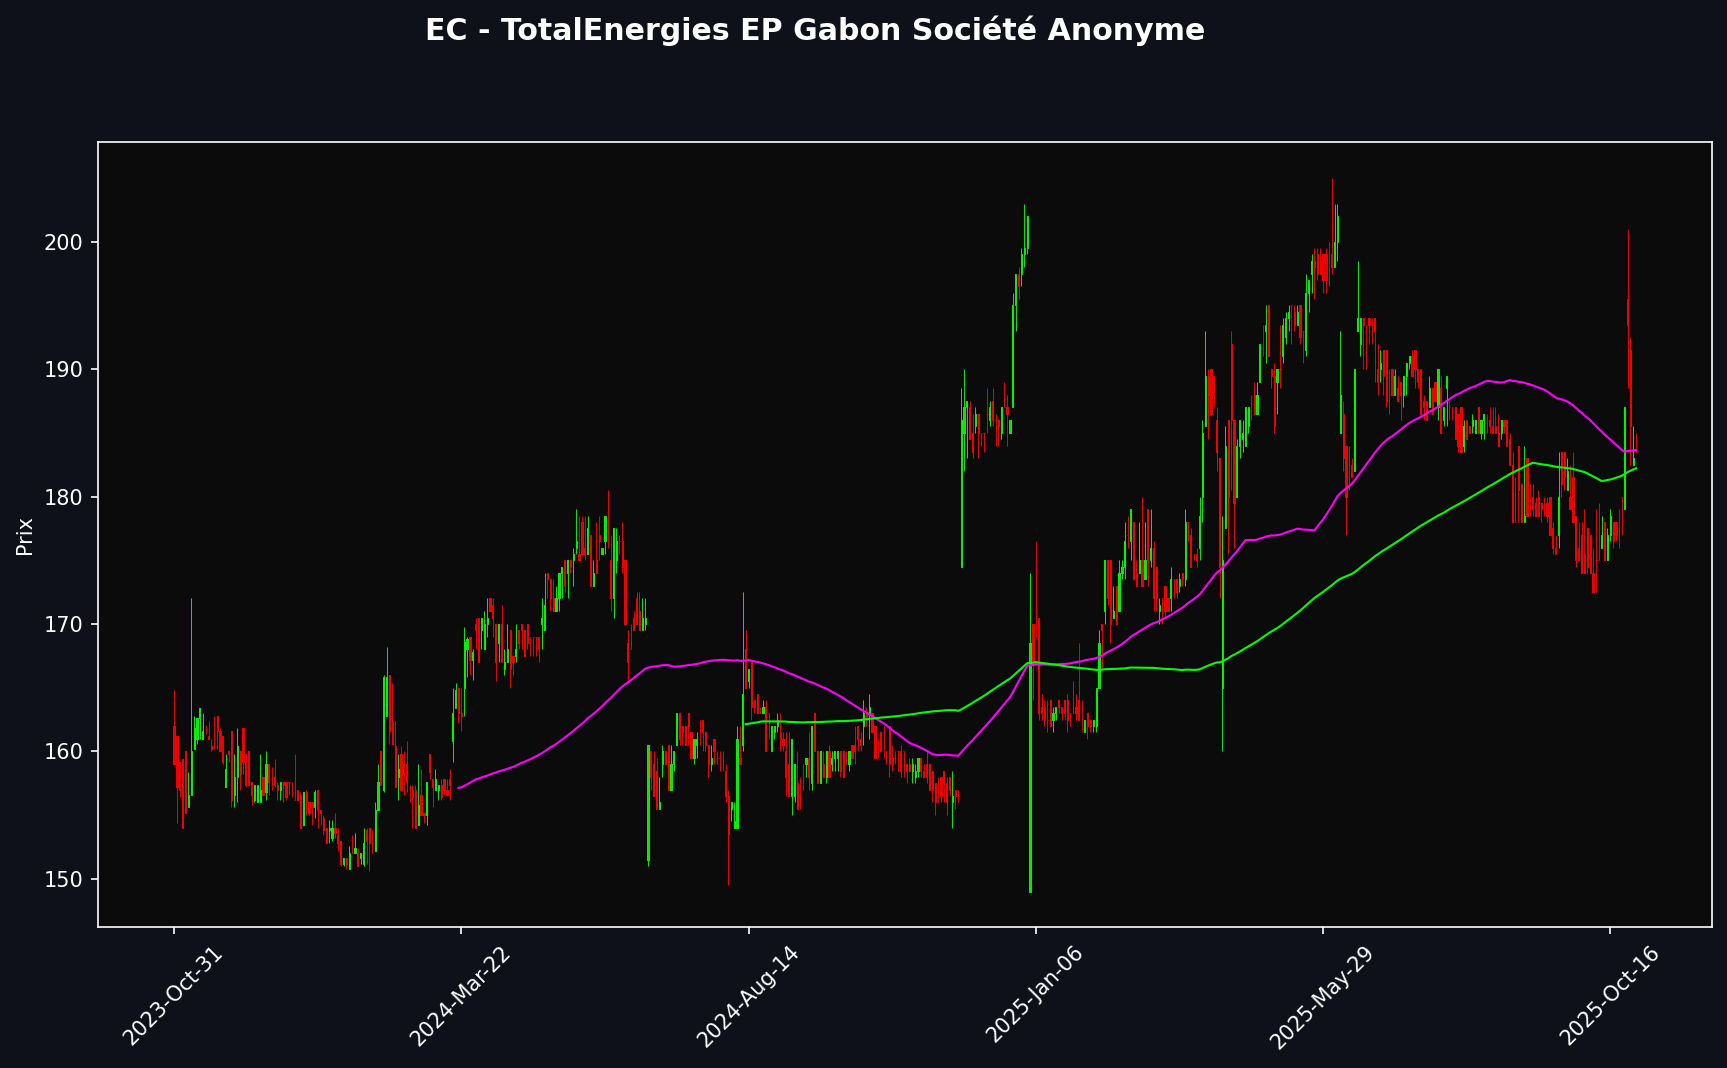 EC - TotalEnergies EP Gabon Société Anonyme
Prix
200
190
180
170
160
150
2023-Oct-31
2024-Mar-22
2024-Aug-14
2025-Jan-06
2025-May-29
2025-Oct-16